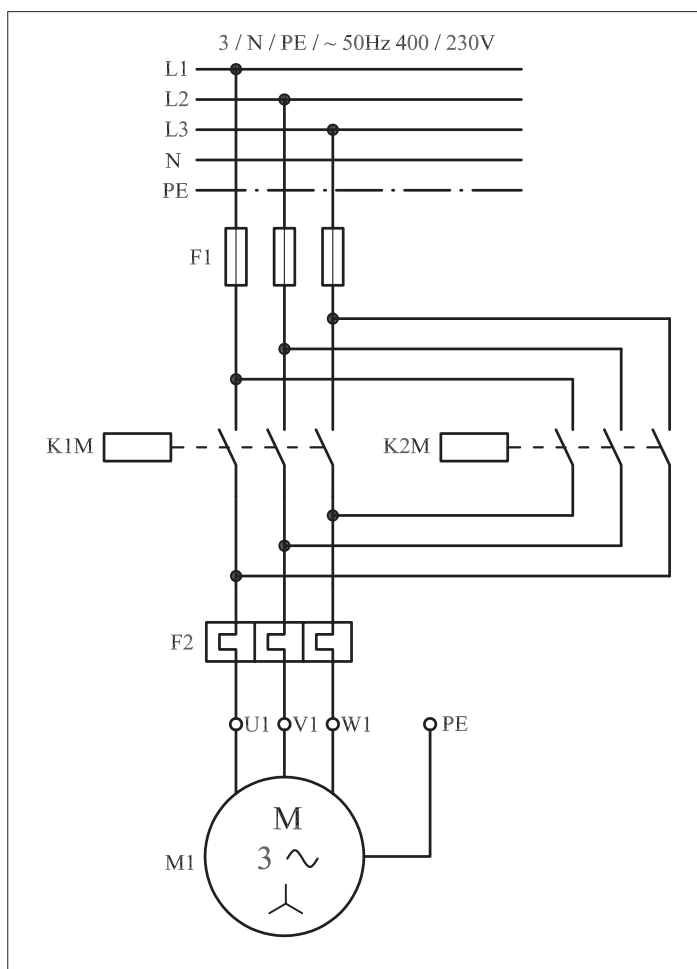 3 / N / PE / ~ 50Hz 400 / 230V
L1
L2
L3
N
PE
F1
K1M
K2M
F2
U1 V1 W1 PE
M
3
M1